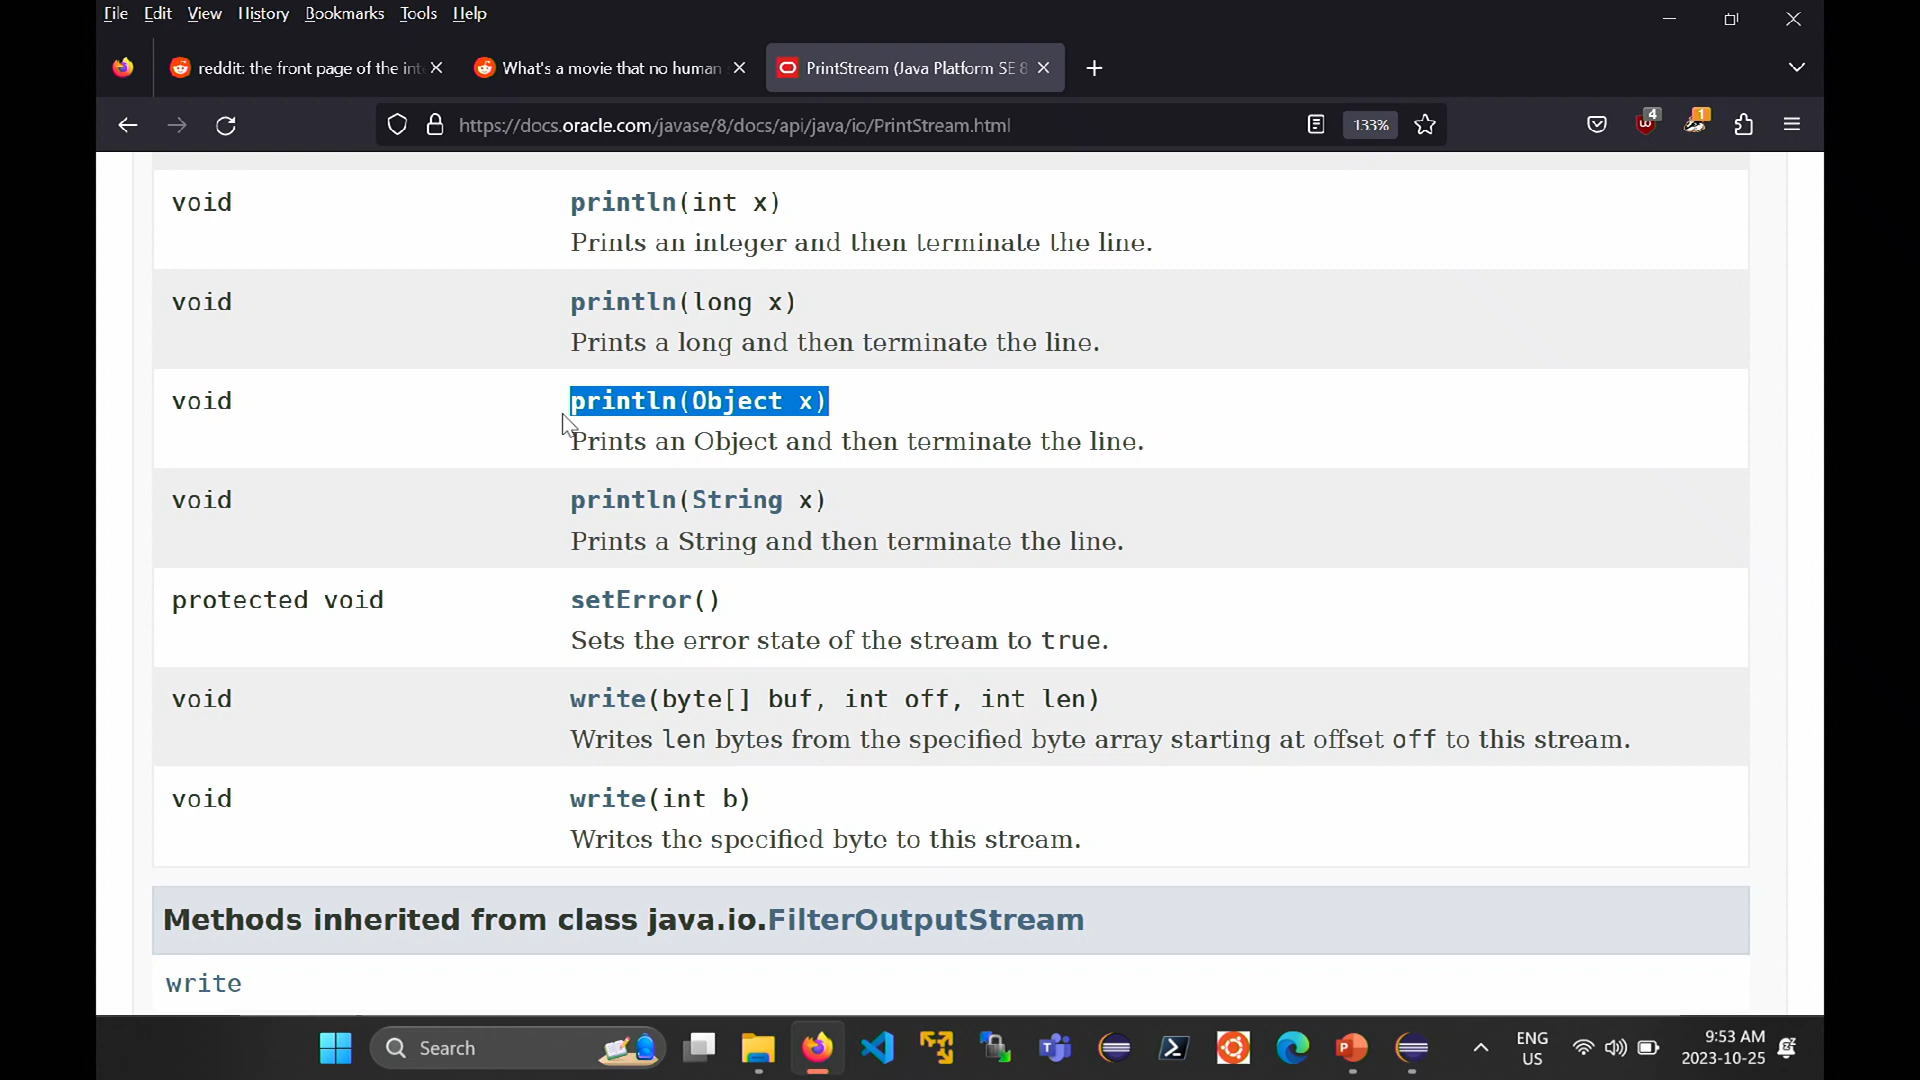 File Edit View History Bookmarks Tools Help
reddit: the front page of the inte
What's a movie that no human
PrintStream (Java Platform SE 8
https://docs.oracle.com/javase/8/docs/api/java/io/PrintStream.html
133%
4
1
void println(int x)
Prints an integer and then terminate the line.
void println(long x)
Prints a long and then terminate the line.
void println(Object x)
Prints an Object and then terminate the line.
void println(String x)
Prints a String and then terminate the line.
protected void setError()
Sets the error state of the stream to true.
void write(byte[] buf, int off, int len)
Writes len bytes from the specified byte array starting at offset off to this stream.
void write(int b)
Writes the specified byte to this stream.
Methods inherited from class java.io.FilterOutputStream
write
Search
ENG
US
9:53 AM
2023-10-25